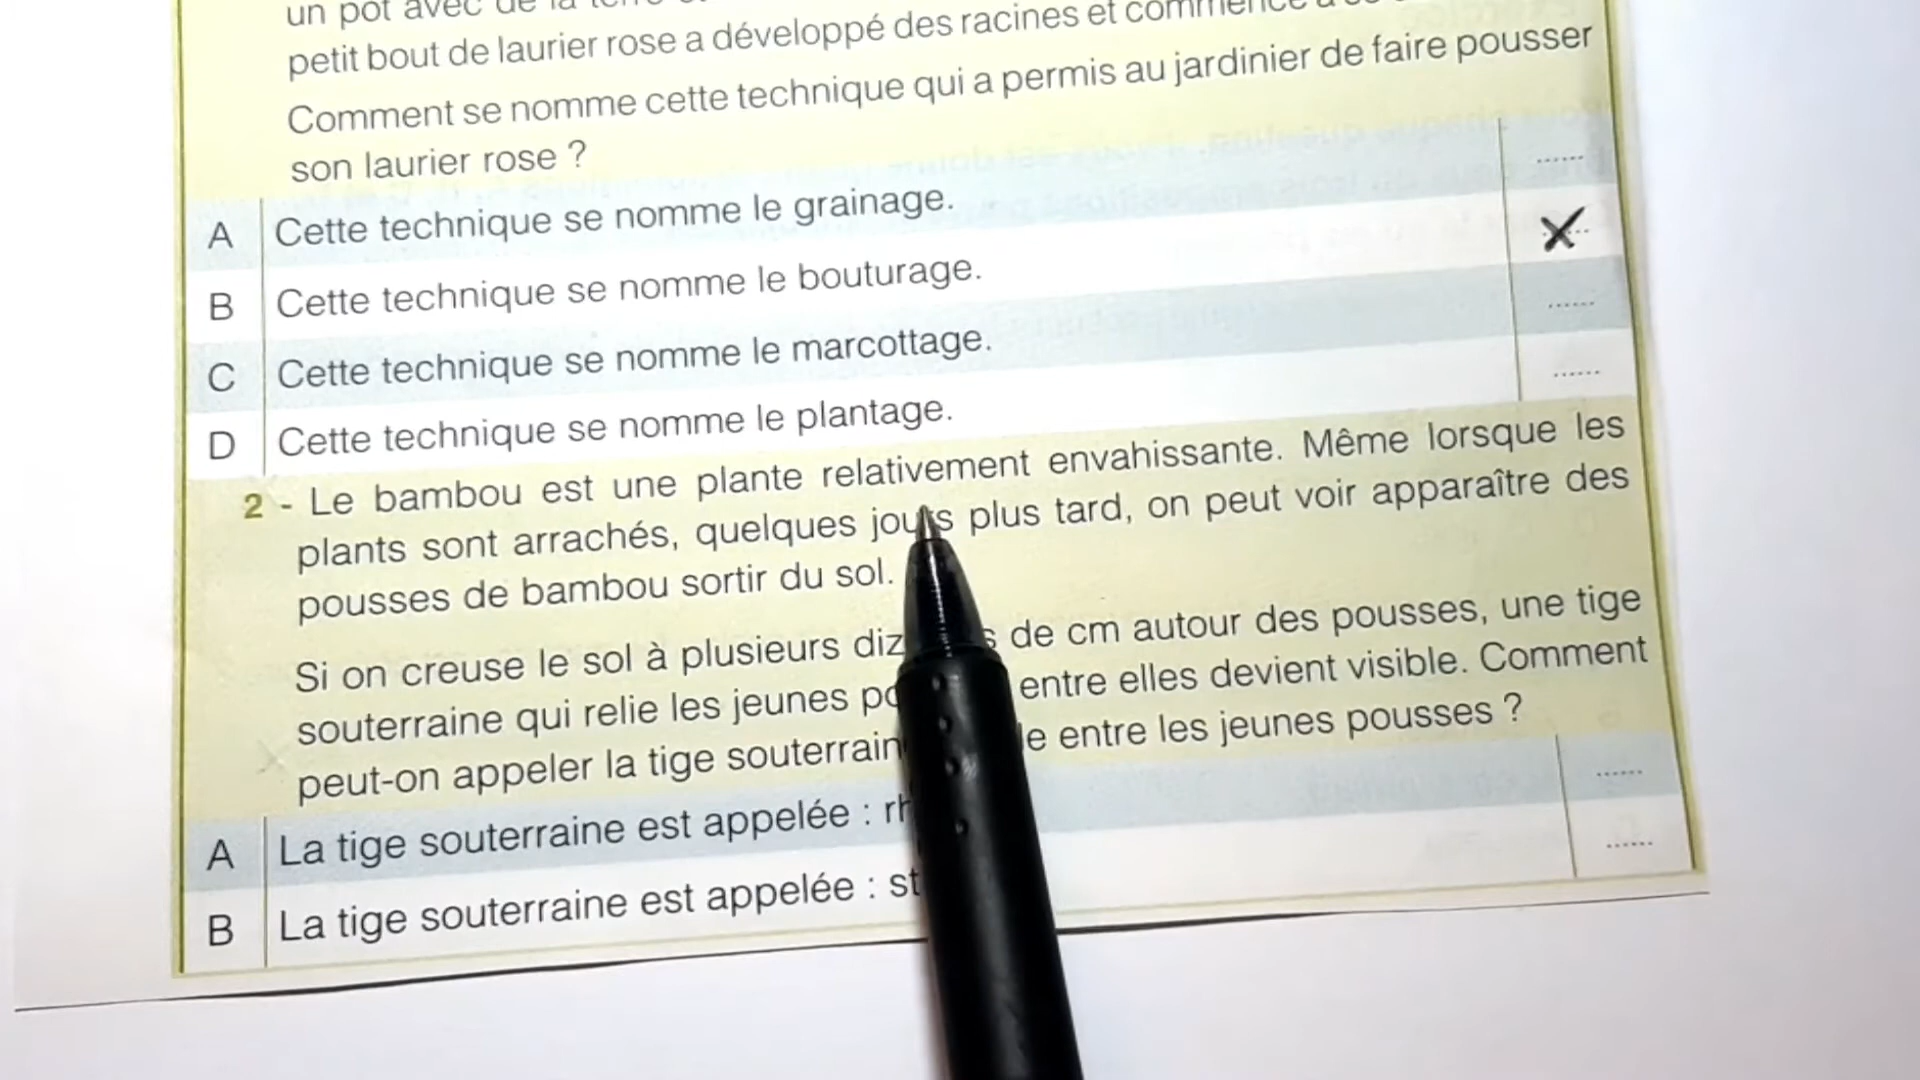 un pot avec de la
petit bout de laurier rose a développé des racines et commence à
Comment se nomme cette technique qui a permis au jardinier de faire pousser
son laurier rose ?
A Cette technique se nomme le grainage. ......
B Cette technique se nomme le bouturage. X
C Cette technique se nomme le marcottage. ......
D Cette technique se nomme le plantage. ......
2 - Le bambou est une plante relativement envahissante. Même lorsque les
plants sont arrachés, quelques jours plus tard, on peut voir apparaître des
pousses de bambou sortir du sol.
Si on creuse le sol à plusieurs de cm autour des pousses, une tige
souterraine qui relie les jeunes entre elles devient visible. Comment
peut-on appeler la tige entre les jeunes pousses ?
A La tige souterraine est appelée : ......
B La tige souterraine est appelée : ......